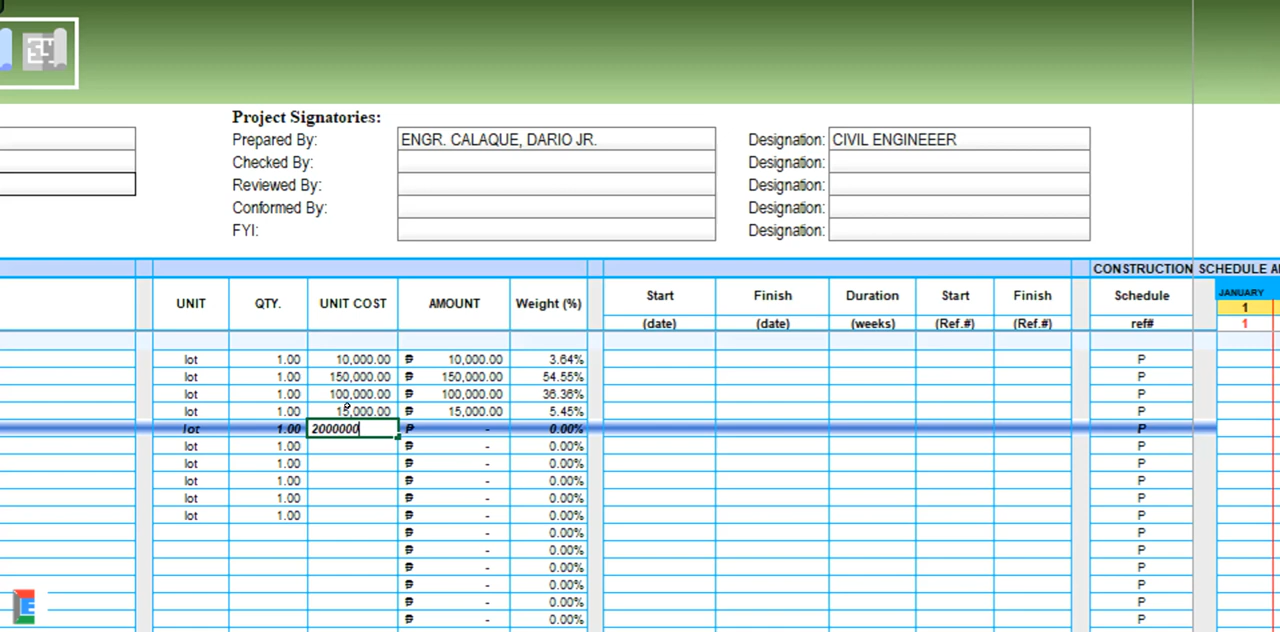 Project Signatories:
Prepared By: ENGR. CALAQUE, DARIO JR. Designation: CIVIL ENGINEEER
Checked By: Designation:
Reviewed By: Designation:
Conformed By: Designation:
FYI: Designation:
CONSTRUCTION SCHEDULE A
UNIT QTY. UNIT COST AMOUNT Weight (%) Start Finish Duration Start Finish Schedule JANUARY
1
(date) (date) (weeks) (Ref.#) (Ref.#) ref# 1
lot 1.00 10,000.00 ₱ 10,000.00 3.64% P
lot 1.00 150,000.00 ₱ 150,000.00 54.55% P
lot 1.00 100,000.00 ₱ 100,000.00 36.36% P
lot 1.00 15,000.00 ₱ 15,000.00 5.45% P
lot 1.00 2000000 ₱ - 0.00% P
lot 1.00 ₱ - 0.00% P
lot 1.00 ₱ - 0.00% P
lot 1.00 ₱ - 0.00% P
lot 1.00 ₱ - 0.00% P
lot 1.00 ₱ - 0.00% P
₱ - 0.00% P
₱ - 0.00% P
₱ - 0.00% P
₱ - 0.00% P
₱ - 0.00% P
₱ - 0.00% P